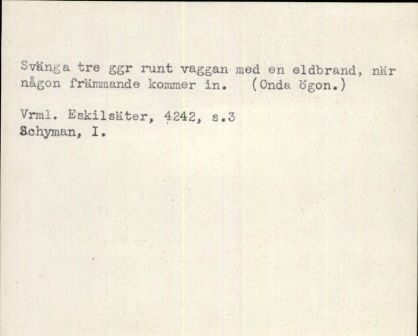 Svänga tre ggr runt vaggan med en eldbrand, när
någon främmande kommer in.   (Onda ögon.)
Vrml. Eskilsäter, 4242, s.3
Schyman, I.